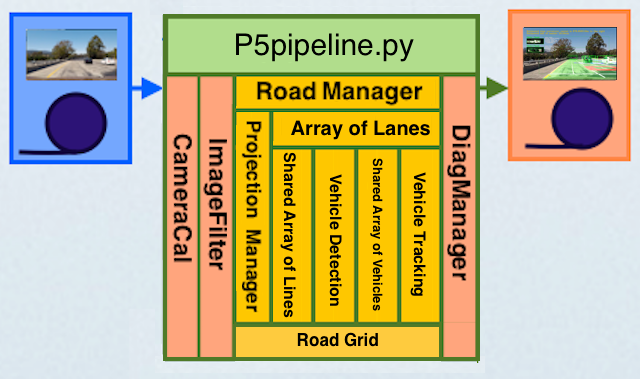 P5pipeline.py
CameraCal
ImageFilter
Road Manager
Projection Manager
Array of Lanes
Shared Array of Lines
Vehicle Detection
Shared Array of Vehicles
Vehicle Tracking
Road Grid
DiagManager